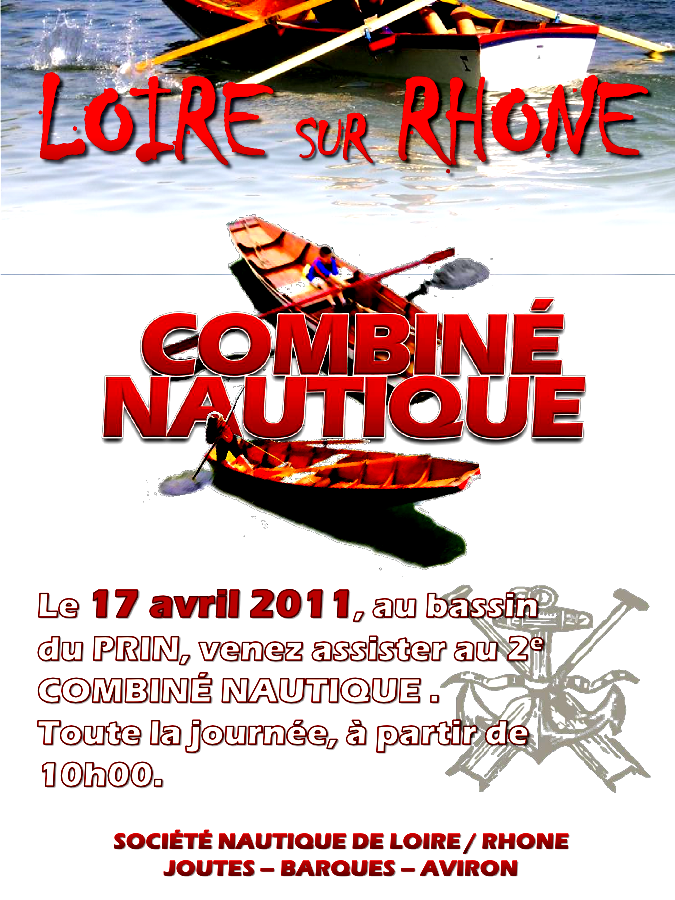 LOIRE SUR RHONE
COMBINÉ
NAUTIQUE
Le 17 avril 2011, au bassin
du PRIN, venez assister au 2e
COMBINÉ NAUTIQUE .
Toute la journée, à partir de
10h00.
SOCIÉTÉ NAUTIQUE DE LOIRE / RHONE
JOUTES – BARQUES – AVIRON